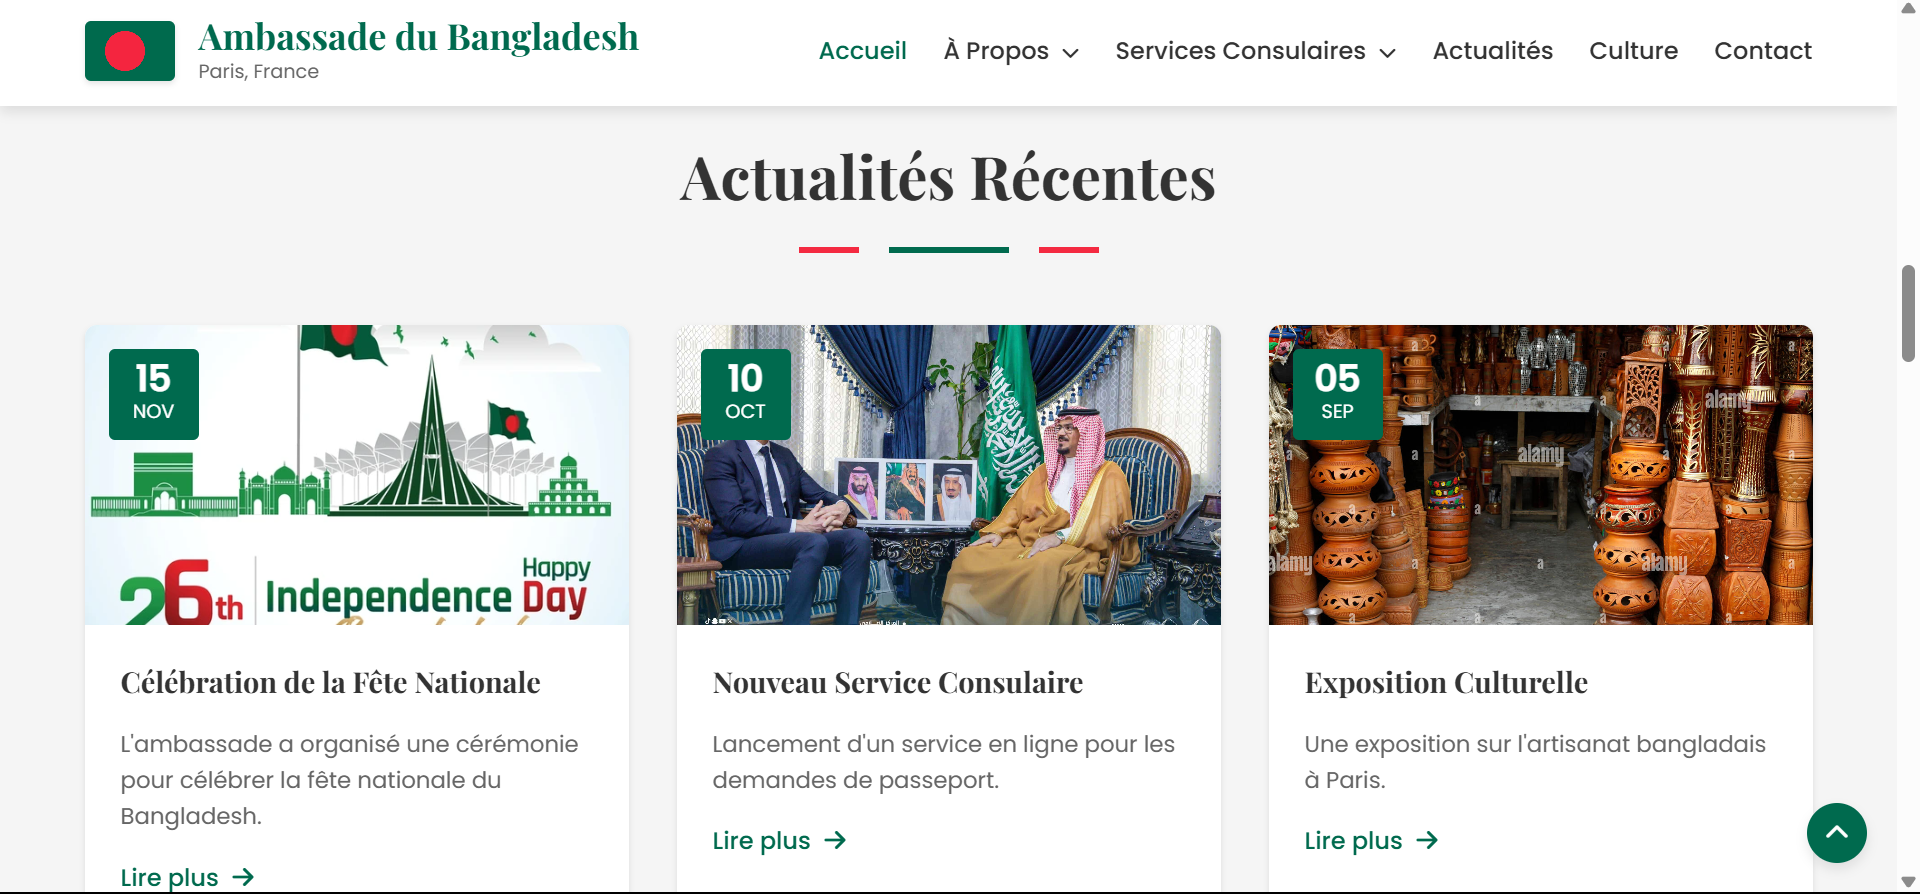 Ambassade du Bangladesh
Paris, France
Accueil
À Propos
Services Consulaires
Actualités
Culture
Contact
Actualités Récentes
15
NOV
26th
Happy
Independence Day
Célébration de la Fête Nationale
L'ambassade a organisé une cérémonie
pour célébrer la fête nationale du
Bangladesh.
Lire plus
10
OCT
Nouveau Service Consulaire
Lancement d'un service en ligne pour les
demandes de passeport.
Lire plus
05
SEP
alamy
alamy
alamy
alamy
Exposition Culturelle
Une exposition sur l'artisanat bangladais
à Paris.
Lire plus